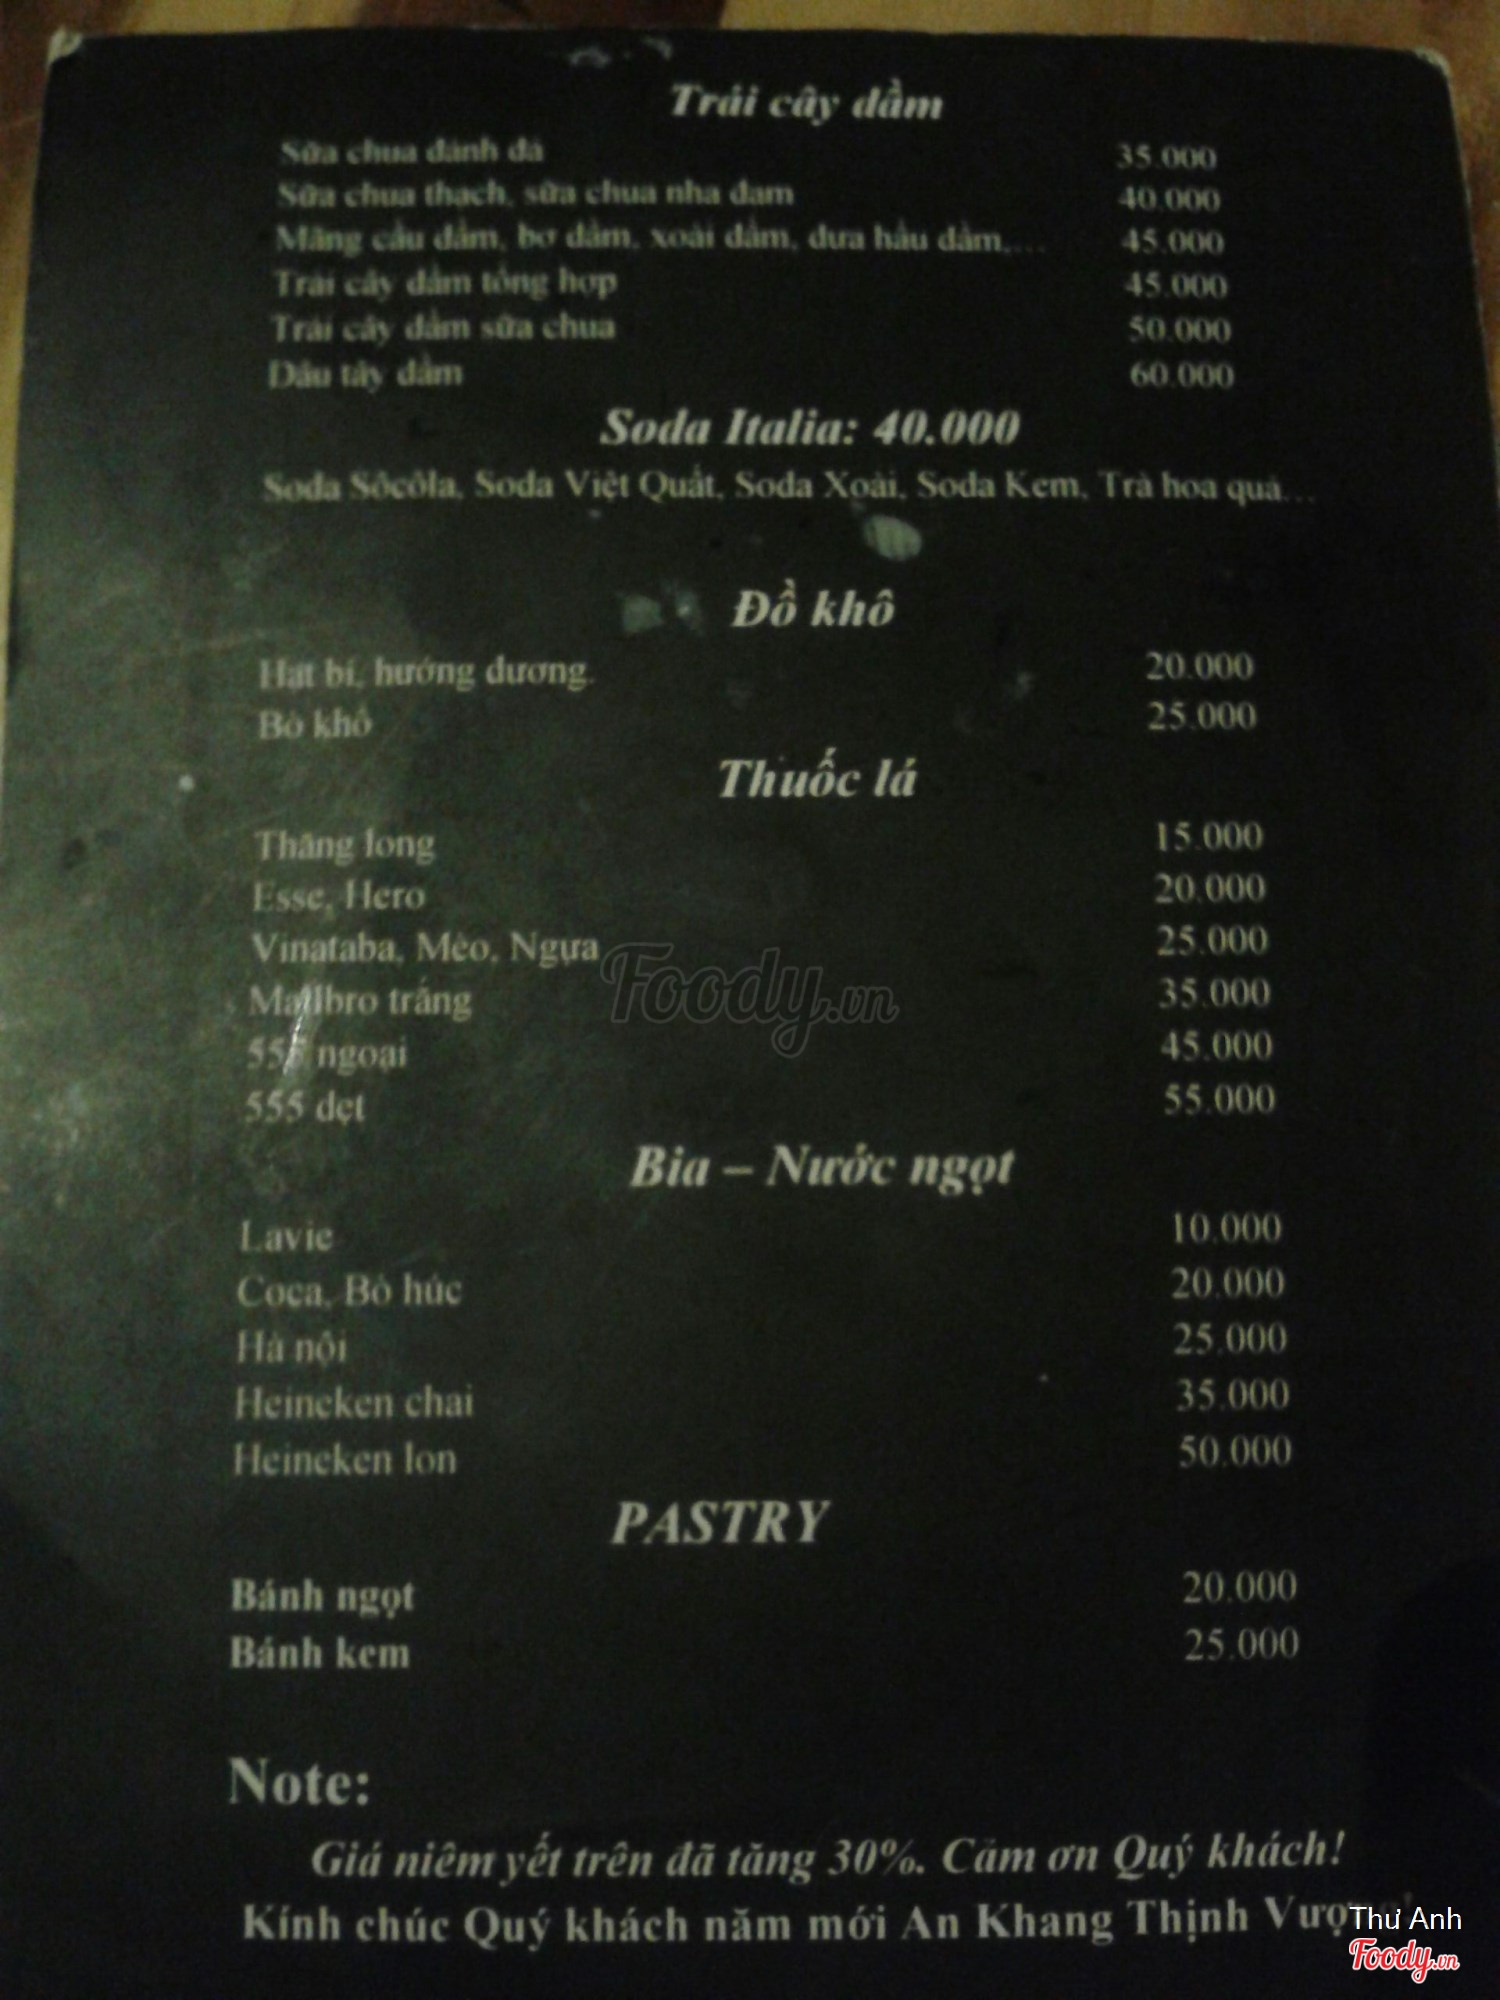 Trái cây dầm
Sữa chua đánh đá 35.000
Sữa chua thạch, sữa chua nha đam 40.000
Mãng cầu dầm, bơ dầm, xoài dầm, dưa hấu dầm,... 45.000
Trái cây dầm tổng hợp 45.000
Trái cây dầm sữa chua 50.000
Dâu tây dầm 60.000
Soda Italia: 40.000
Soda Sôcôla, Soda Việt Quất, Soda Xoài, Soda Kem, Trà hoa quả...
Đồ khô
Hạt bí, hướng dương. 20.000
Bò khô 25.000
Thuốc lá
Thăng long 15.000
Esse, Hero 20.000
Vinataba, Mèo, Ngựa 25.000
Foody.vn
Mallbro trắng 35.000
555 ngoại 45.000
555 dẹt 55.000
Bia – Nước ngọt
Lavie 10.000
Coca, Bò húc 20.000
Hà nội 25.000
Heineken chai 35.000
Heineken lon 50.000
PASTRY
Bánh ngọt 20.000
Bánh kem 25.000
Note:
Giá niêm yết trên đã tăng 30%. Cảm ơn Quý khách!
Kính chúc Quý khách năm mới An Khang Thịnh Vượng!
Thư Anh
Foody.vn